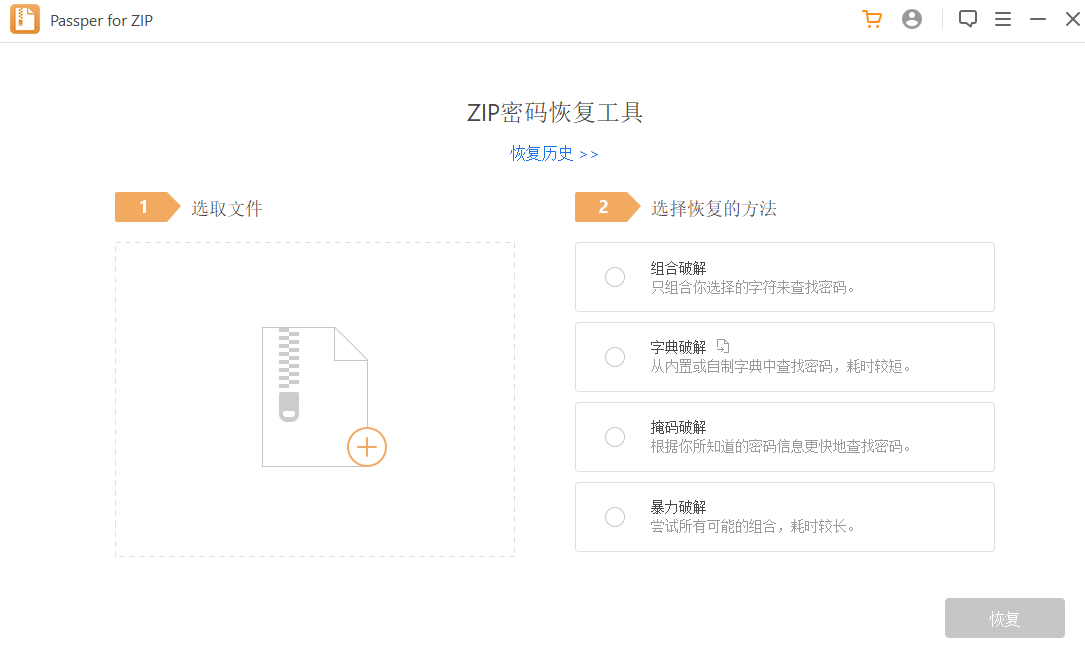 Passper for ZIP
ZIP密码恢复工具
恢复历史 >>
1 选取文件
2 选择恢复的方法
组合破解
只组合你选择的字符来查找密码。
字典破解
从内置或自制字典中查找密码，耗时较短。
掩码破解
根据你所知道的密码信息更快地查找密码。
暴力破解
尝试所有可能的组合，耗时较长。
恢复